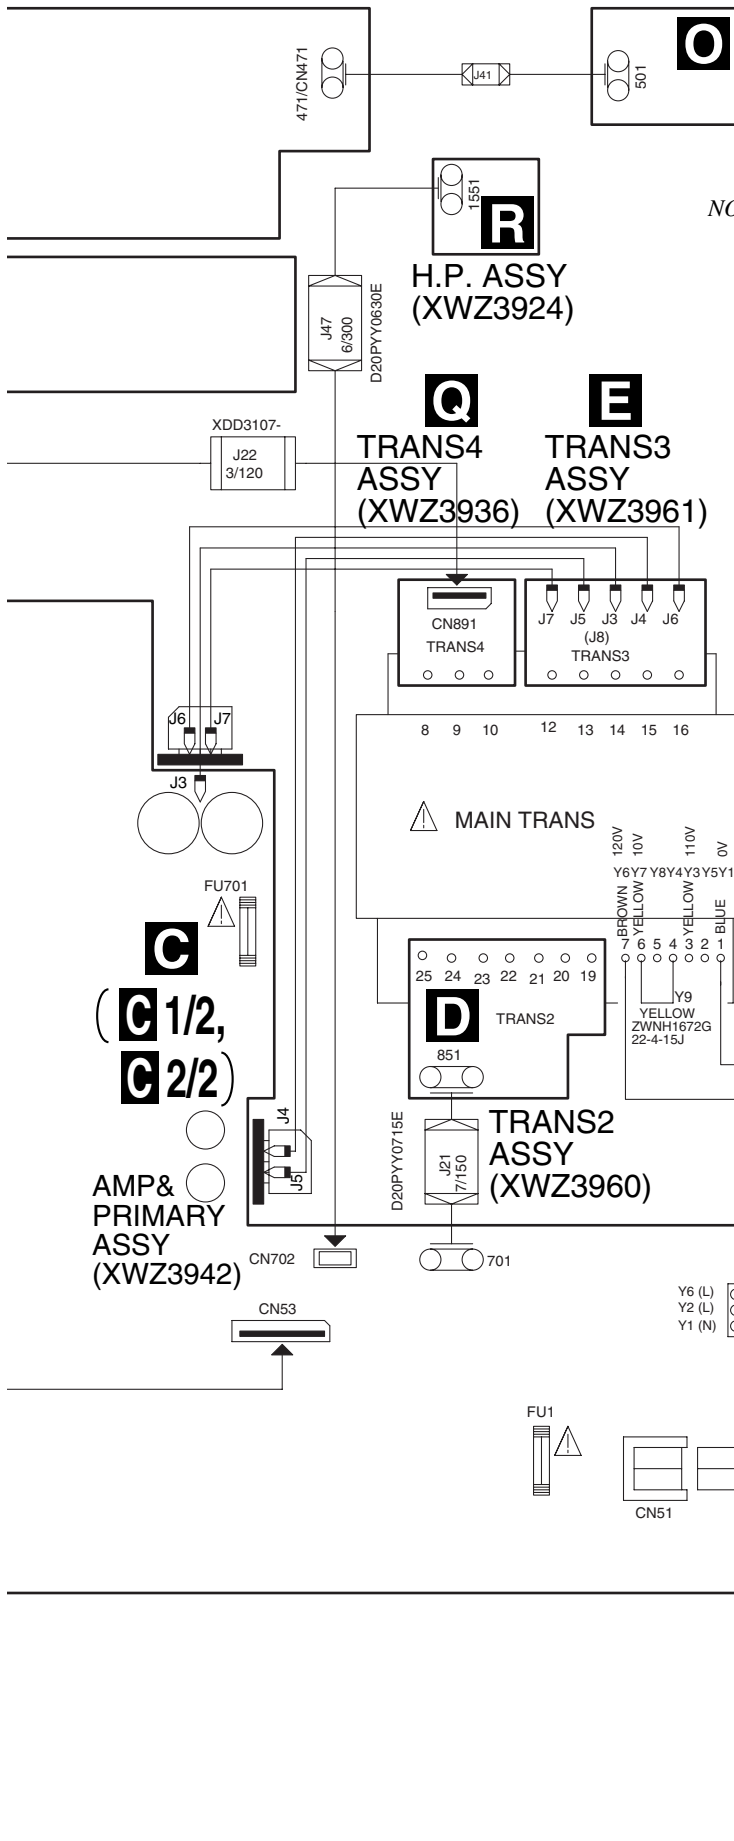 471/CN471
J41
501
O
1551
R
NO
H.P. ASSY
(XWZ3924)
J47
6/300
D20PYY0630E
Q
TRANS4
ASSY
(XWZ3936)
E
TRANS3
ASSY
(XWZ3961)
XDD3107-
J22
3/120
CN891
TRANS4
J7 J5 J3 J4 J6
(J8)
TRANS3
8 9 10 12 13 14 15 16
J6 J7
J3
MAIN TRANS
120V 10V 110V 0V
Y6Y7 Y8Y4Y3Y5Y1
BROWN YELLOW YELLOW BLUE
7 6 5 4 3 2 1
Y9
YELLOW
ZWNH1672G
22-4-15J
FU701
C
( C 1/2,
C 2/2 )
25 24 23 22 21 20 19
D
TRANS2
851
TRANS2
ASSY
(XWZ3960)
D20PYY0715E
J21
7/150
J4
J5
AMP&
PRIMARY
ASSY
(XWZ3942)
CN702
701
CN53
Y6 (L)
Y2 (L)
Y1 (N)
FU1
CN51